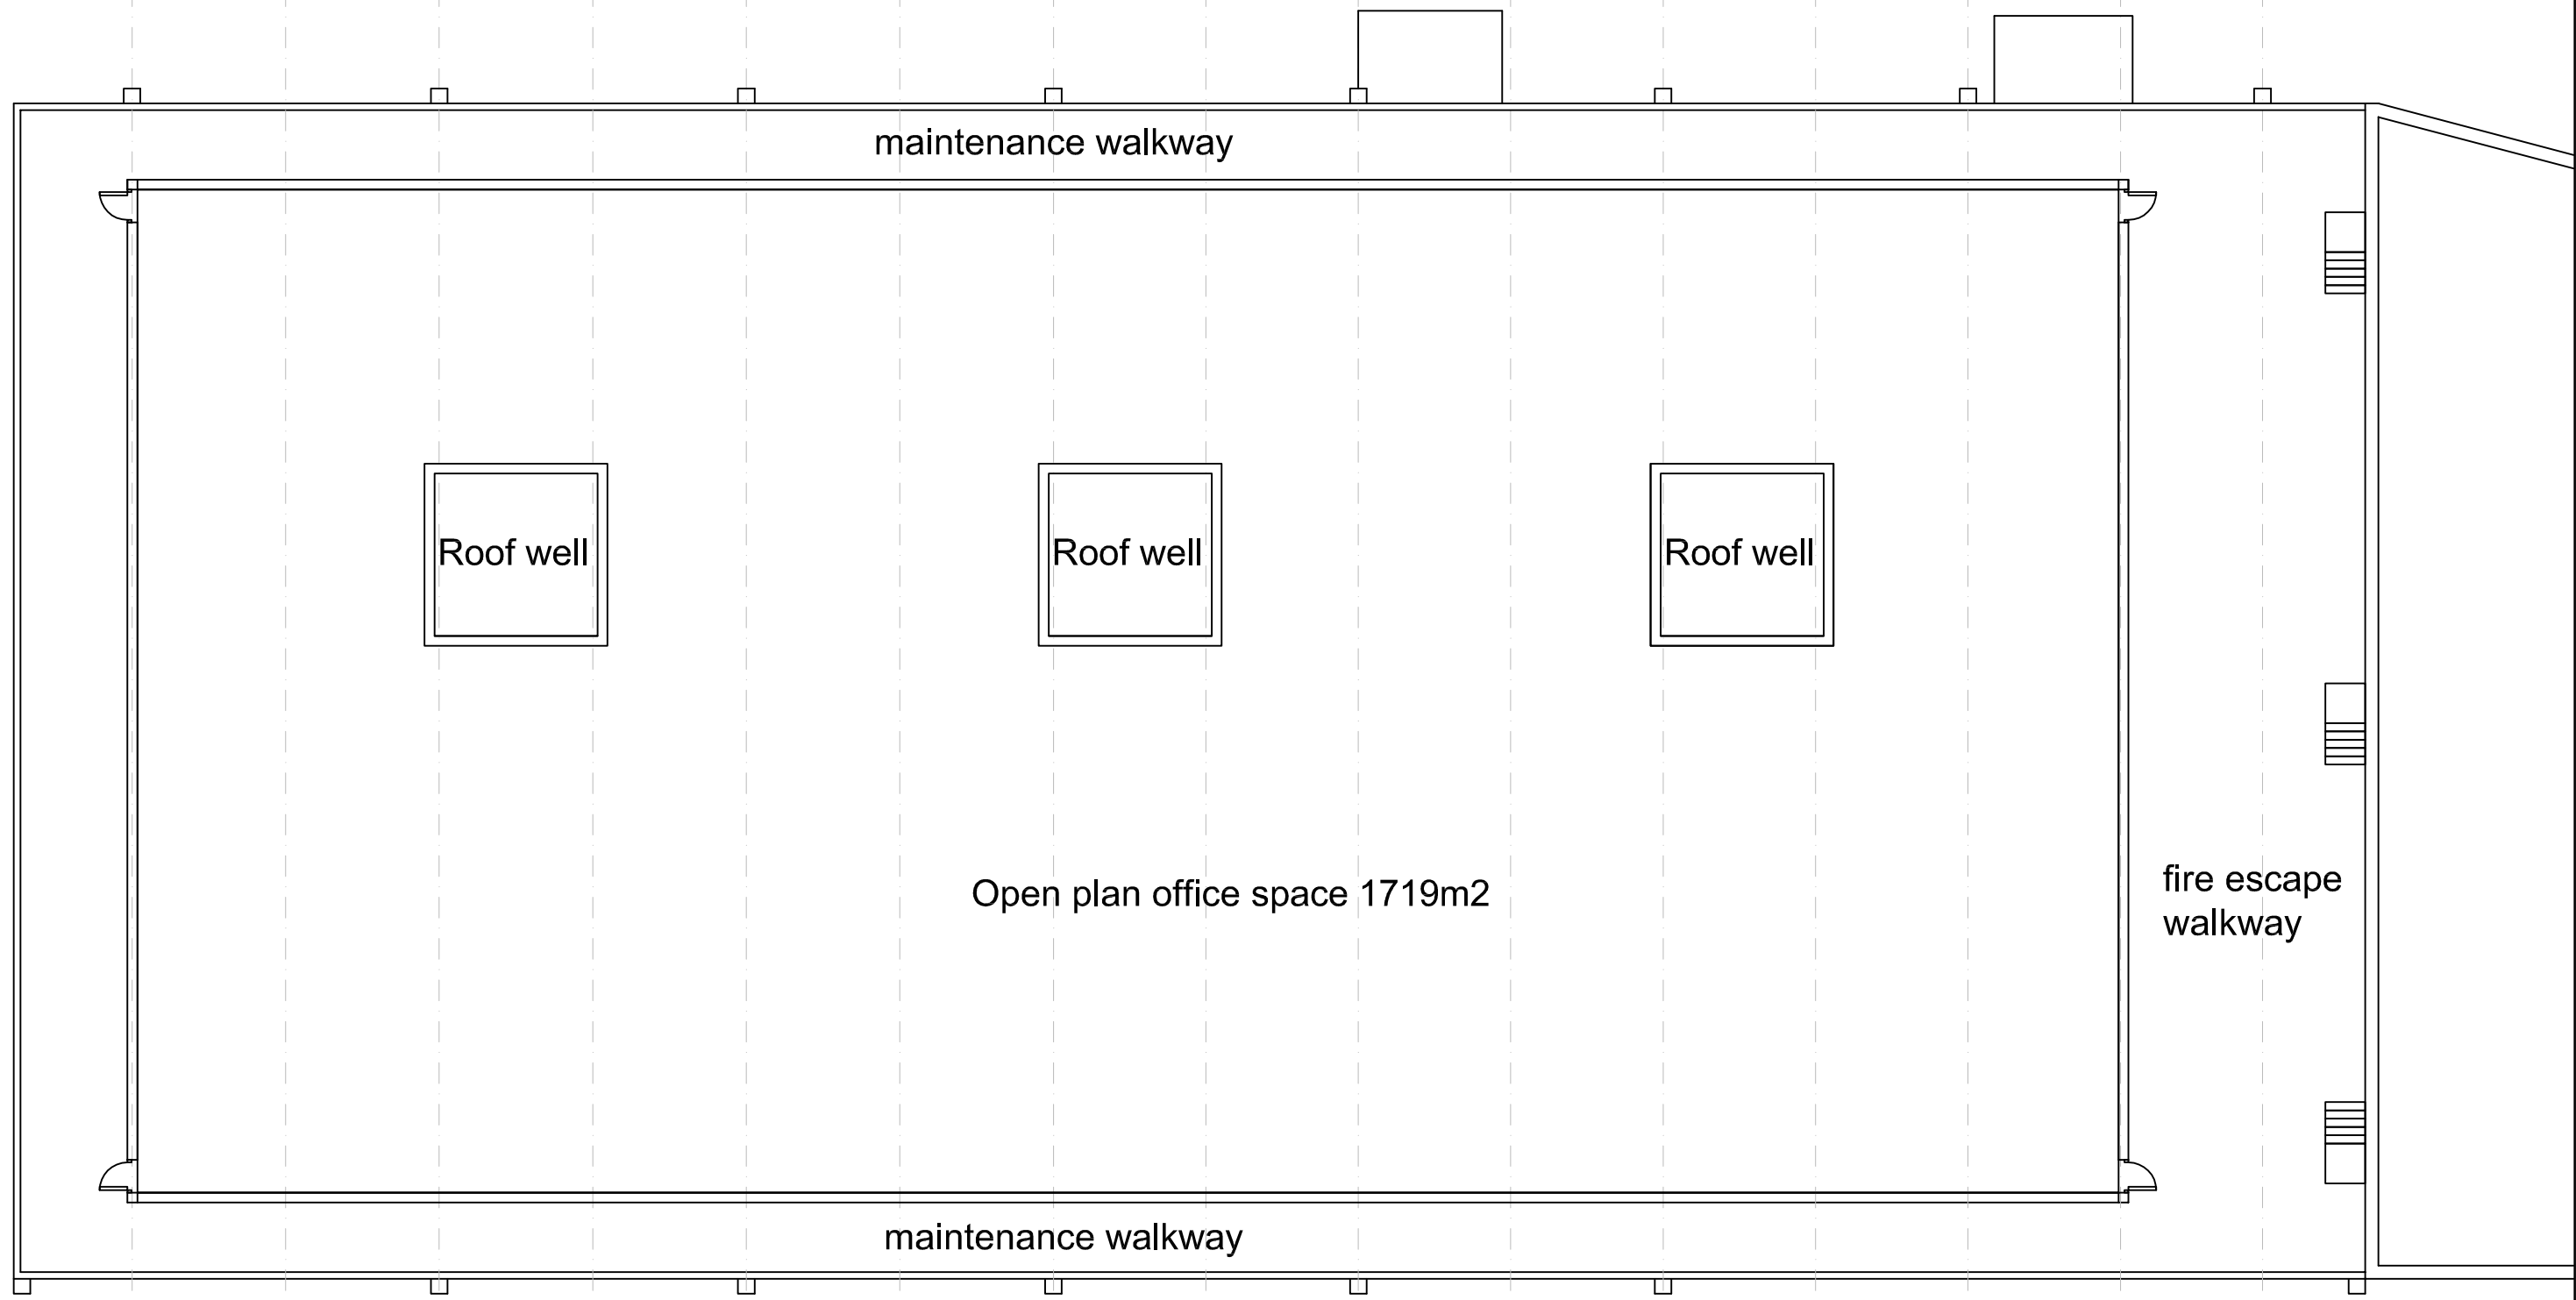 maintenance walkway
Roof well
Roof well
Roof well
Open plan office space 1719m2
fire escape
walkway
maintenance walkway